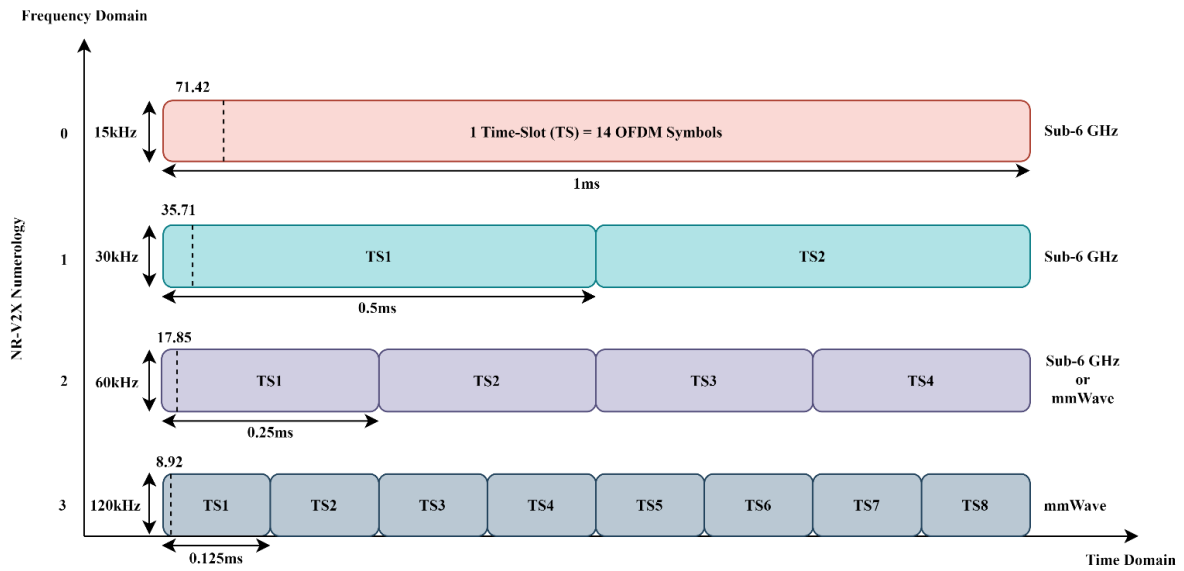 Frequency Domain
NR-V2X Numerology
71.42
0
15kHz
1 Time-Slot (TS) = 14 OFDM Symbols
Sub-6 GHz
1ms
35.71
1
30kHz
TS1
TS2
Sub-6 GHz
0.5ms
17.85
2
60kHz
TS1
TS2
TS3
TS4
Sub-6 GHz
or
mmWave
0.25ms
8.92
3
120kHz
TS1
TS2
TS3
TS4
TS5
TS6
TS7
TS8
mmWave
0.125ms
Time Domain